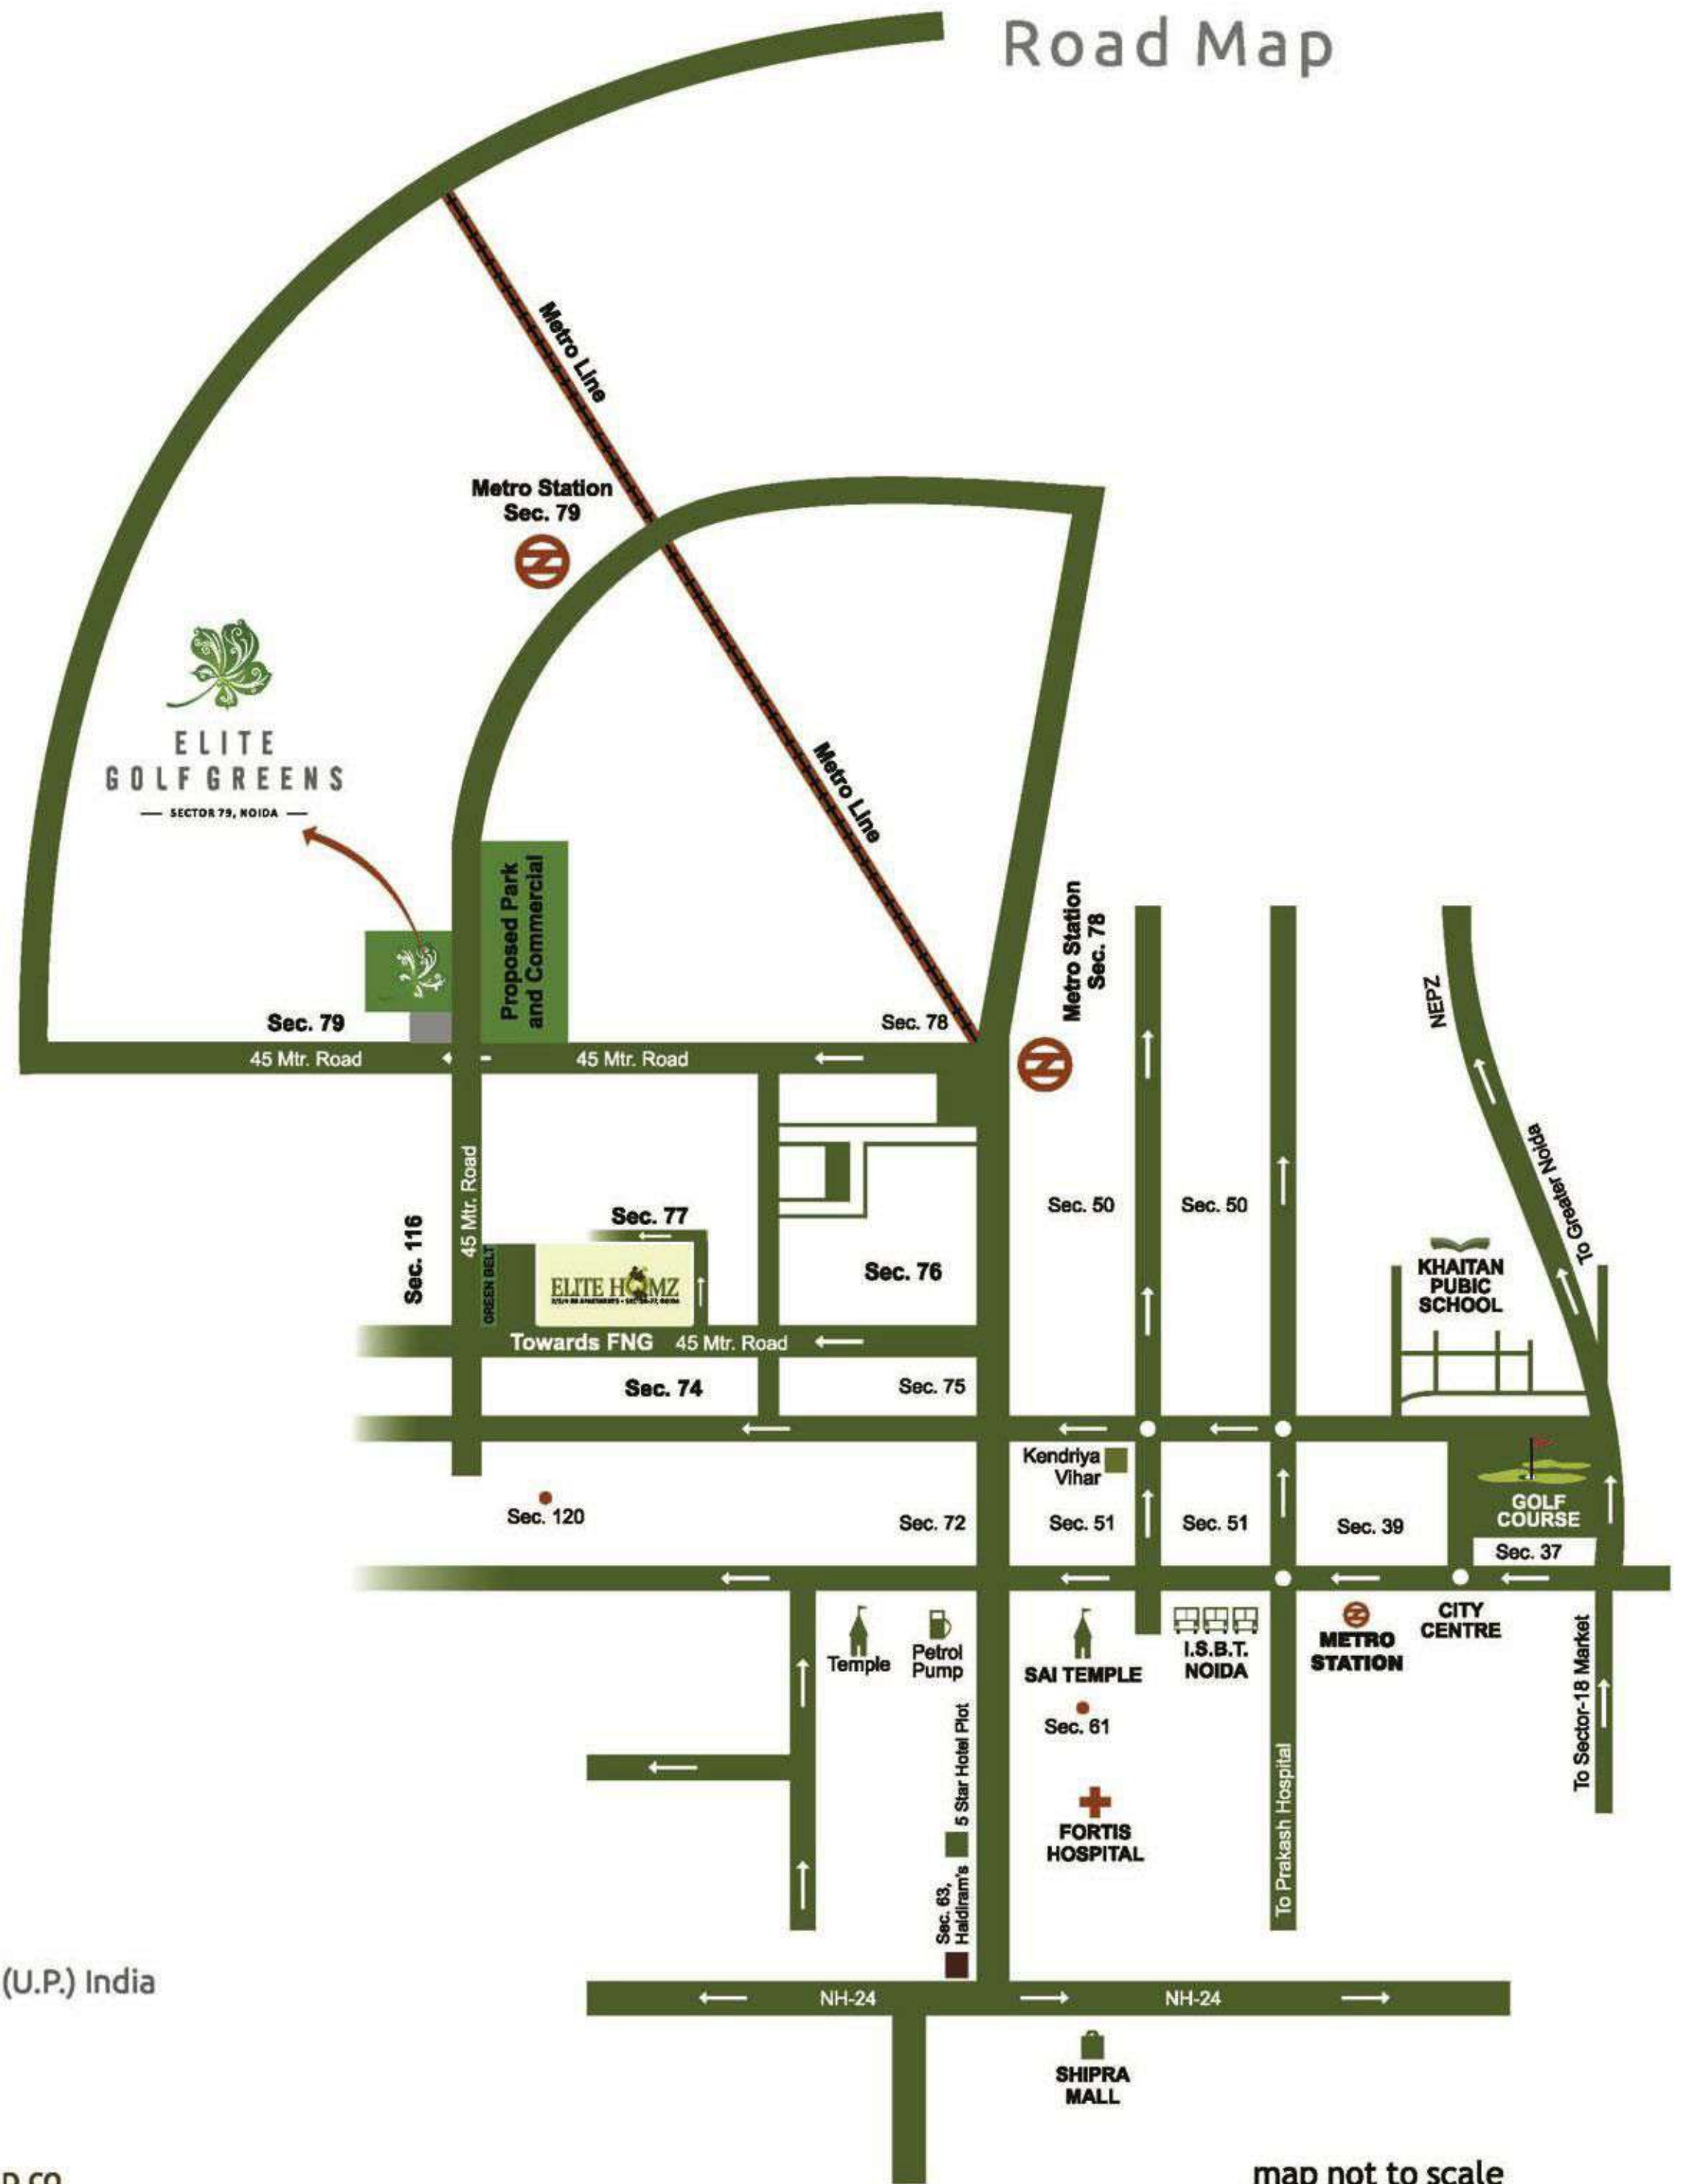 Road Map
Metro Line
Metro Station
Sec. 79
ELITE
GOLF GREENS
SECTOR 79, NOIDA
Metro Line
Proposed Park
and Commercial
Metro Station
Sec. 78
NEPZ
Sec. 79
Sec. 78
45 Mtr. Road
45 Mtr. Road
To Greater Noida
45 Mtr. Road
Sec. 116
Sec. 77
Sec. 50
Sec. 50
GREEN BELT
ELITE HOMZ
Sec. 76
KHAITAN
PUBIC
SCHOOL
Towards FNG
45 Mtr. Road
Sec. 74
Sec. 75
Kendriya
Vihar
Sec. 120
Sec. 72
Sec. 51
Sec. 51
Sec. 39
GOLF
COURSE
Sec. 37
Temple
Petrol
Pump
SAI TEMPLE
I.S.B.T.
NOIDA
METRO
STATION
CITY
CENTRE
Sec. 61
To Sector-18 Market
5 Star Hotel Plot
To Prakash Hospital
FORTIS
HOSPITAL
Sec. 63,
Haldiram's
(U.P.) India
NH-24
NH-24
SHIPRA
MALL
map not to scale